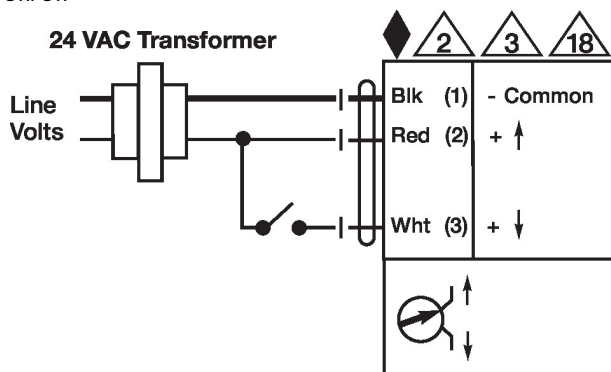 24 VAC Transformer
2 3 18
Line
Volts
Blk (1) - Common
Red (2) + ↑
Wht (3) + ↓